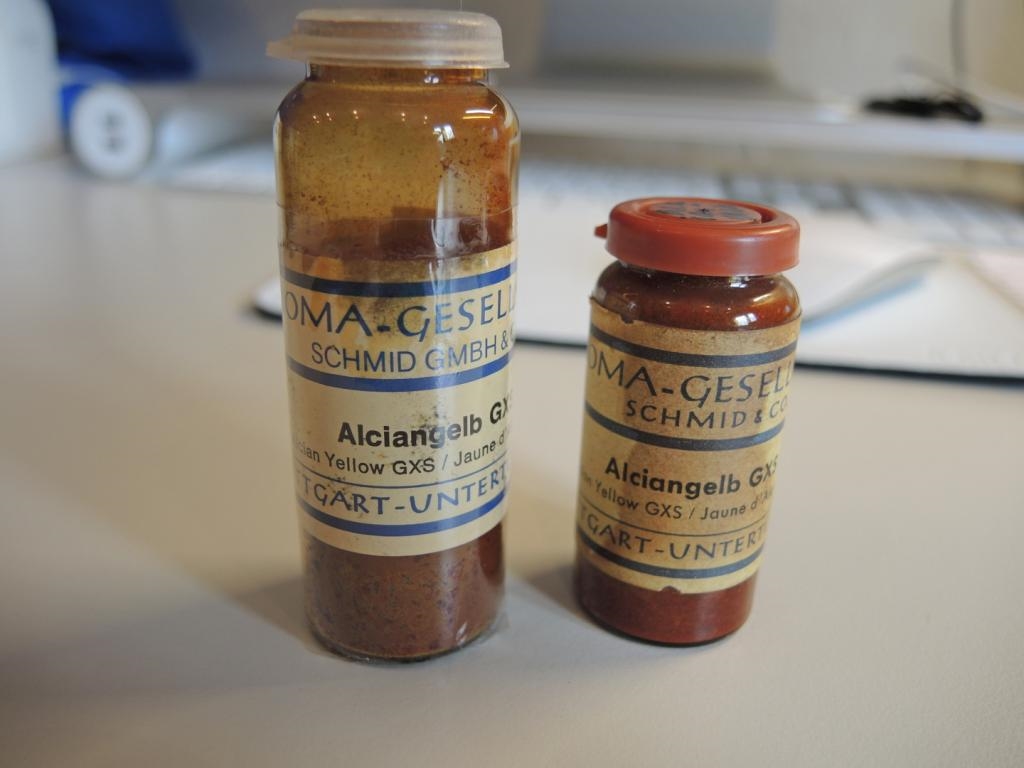 OMA-GESELL
SCHMID GMBH &
Alciangelb GX
cian Yellow GXS / Jaune d'
TGART-UNTERT
OMA-GESELL
SCHMID & CO
Alciangelb GXS
n Yellow GXS / Jaune d'A
TGART-UNTERT